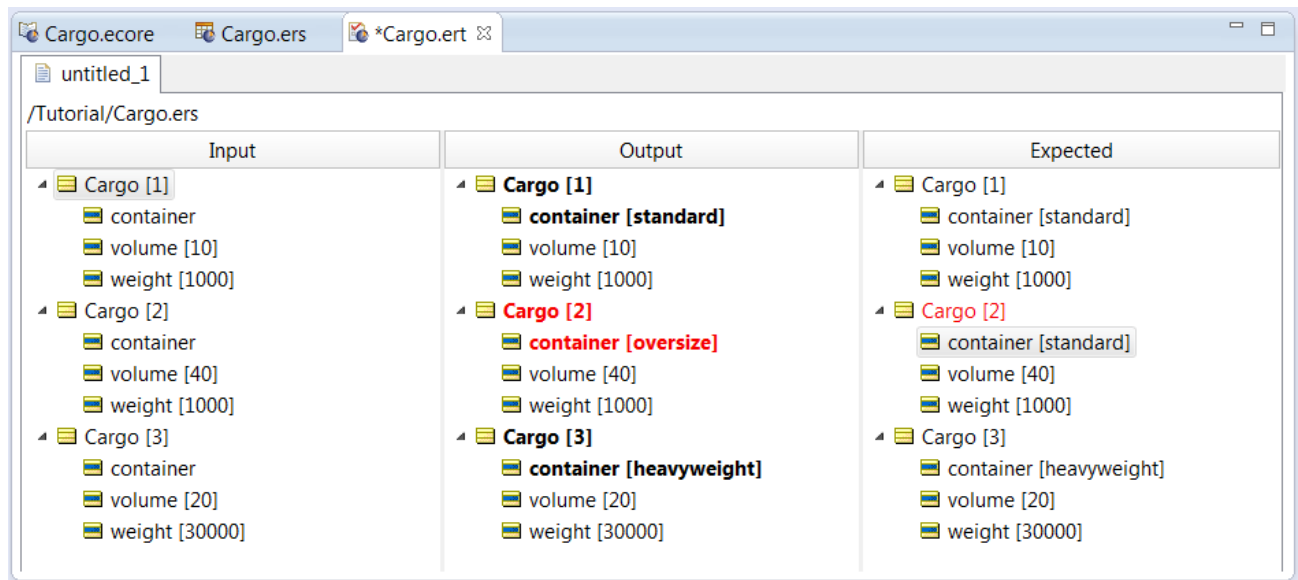 Cargo.ecore Cargo.ers *Cargo.ert
untitled_1
/Tutorial/Cargo.ers
Input Output Expected
Cargo [1] Cargo [1] Cargo [1]
container container [standard] container [standard]
volume [10] volume [10] volume [10]
weight [1000] weight [1000] weight [1000]
Cargo [2] Cargo [2] Cargo [2]
container container [oversize] container [standard]
volume [40] volume [40] volume [40]
weight [1000] weight [1000] weight [1000]
Cargo [3] Cargo [3] Cargo [3]
container container [heavyweight] container [heavyweight]
volume [20] volume [20] volume [20]
weight [30000] weight [30000] weight [30000]